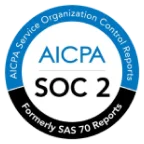 AICPA Service Organization Control Reports
AICPA
SOC 2
Formerly SAS 70 Reports